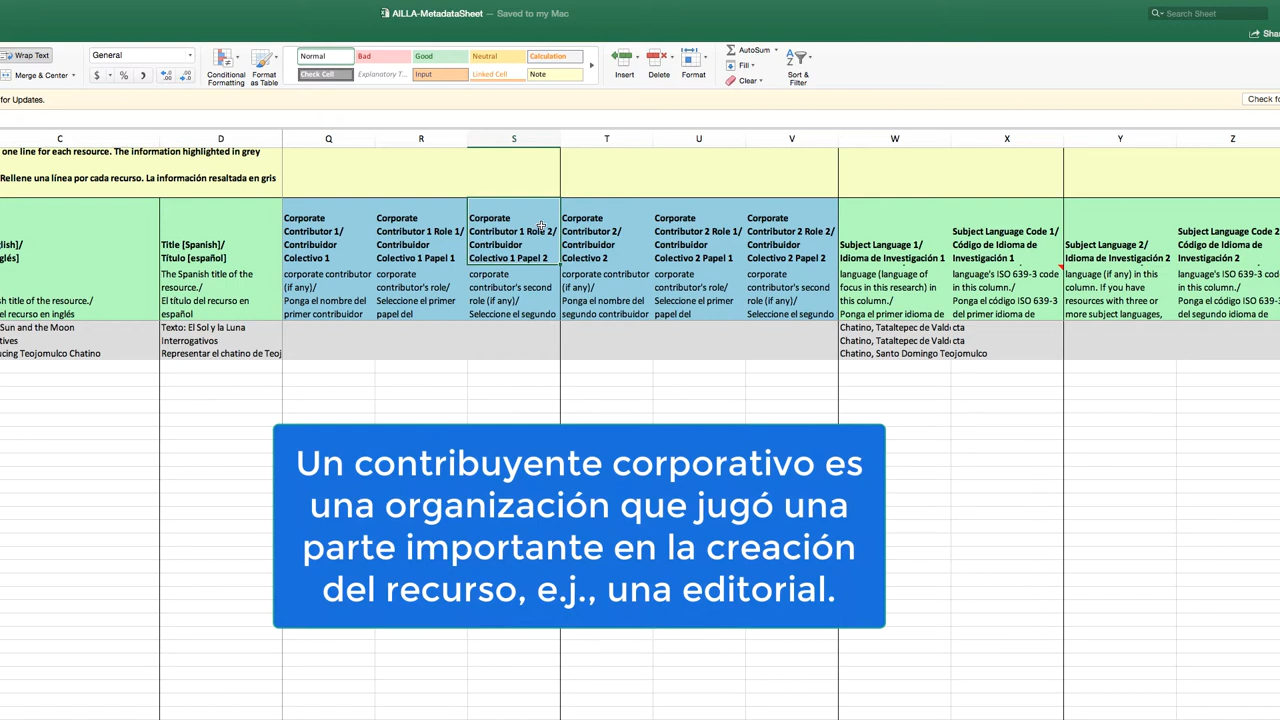 AILLA-MetadataSheet — Saved to my Mac
Search Sheet
Wrap Text
General
Merge & Center
$ %
Conditional
Formatting
Format
as Table
Normal
Bad
Good
Neutral
Calculation
Check Cell
Explanatory T...
Input
Linked Cell
Note
Insert
Delete
Format
AutoSum
Fill
Clear
Sort &
Filter
for Updates.
C D Q R S T U V W X Y Z
one line for each resource. The information highlighted in grey
Rellene una línea por cada recurso. La información resaltada en gris
Title [Spanish]/
Título [español]
Corporate
Contributor 1/
Contribuidor
Colectivo 1
Corporate
Contributor 1 Role 1/
Contribuidor
Colectivo 1 Papel 1
Corporate
Contributor 1 Role 2/
Contribuidor
Colectivo 1 Papel 2
Corporate
Contributor 2/
Contribuidor
Colectivo 2
Corporate
Contributor 2 Role 1/
Contribuidor
Colectivo 2 Papel 1
Corporate
Contributor 2 Role 2/
Contribuidor
Colectivo 2 Papel 2
Subject Language 1/
Idioma de Investigación 1
Subject Language Code 1/
Código de Idioma de
Investigación 1
Subject Language 2/
Idioma de Investigación 2
Subject Language Code 2/
Código de Idioma de
Investigación 2
title of the resource./
El título del recurso en inglés
The Spanish title of the
resource./
El título del recurso en
español
corporate contributor
(if any)/
Ponga el nombre del
primer contribuidor
corporate
contributor's role/
Seleccione el primer
papel del
corporate
contributor's second
role (if any)/
Seleccione el segundo
corporate contributor
(if any)/
Ponga el nombre del
segundo contribuidor
corporate
contributor's role/
Seleccione el primer
papel del
corporate
contributor's second
role (if any)/
Seleccione el segundo
language (language of
focus in this research) in
this column./
Ponga el primer idioma de
language's ISO 639-3 code
in this column./
Ponga el código ISO 639-3
del primer idioma de
language (if any) in this
column. If you have
resources with three or
more subject languages,
language's ISO 639-3 code
in this column./
Ponga el código ISO 639-3
del segundo idioma de
Sun and the Moon
Texto: El Sol y la Luna
Chatino, Tataltepec de Vald cta
Interrogativos
Chatino, Tataltepec de Vald cta
Teojomulco Chatino
Representar el chatino de Teoj
Chatino, Santo Domingo Teojomulco
Un contribuyente corporativo es
una organización que jugó una
parte importante en la creación
del recurso, e.j., una editorial.